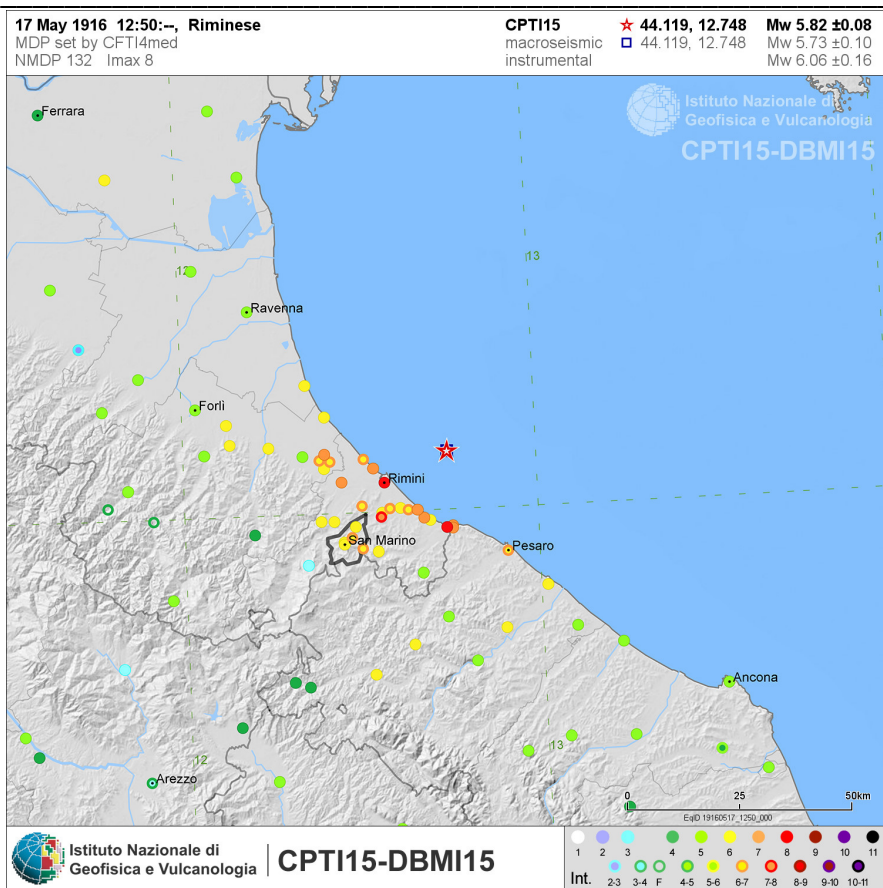 17 May 1916 12:50:--, Riminese
MDP set by CFTI4med
NMDP 132 Imax 8
CPTI15 44.119, 12.748 Mw 5.82 ±0.08
macroseismic 44.119, 12.748 Mw 5.73 ±0.10
instrumental Mw 6.06 ±0.16
Istituto Nazionale di
Geofisica e Vulcanologia
CPTI15-DBMI15
Ferrara
13
12
Ravenna
Forlì
Rimini
San Marino
Pesaro
Ancona
13
12
Arezzo
0 25 50km
EqID 19160517_1250_000
Istituto Nazionale di
Geofisica e Vulcanologia
CPTI15-DBMI15
1 2 3 4 5 6 7 8 9 10 11
Int. 2-3 3-4 F 4-5 5-6 6-7 7-8 8-9 9-10 10-11